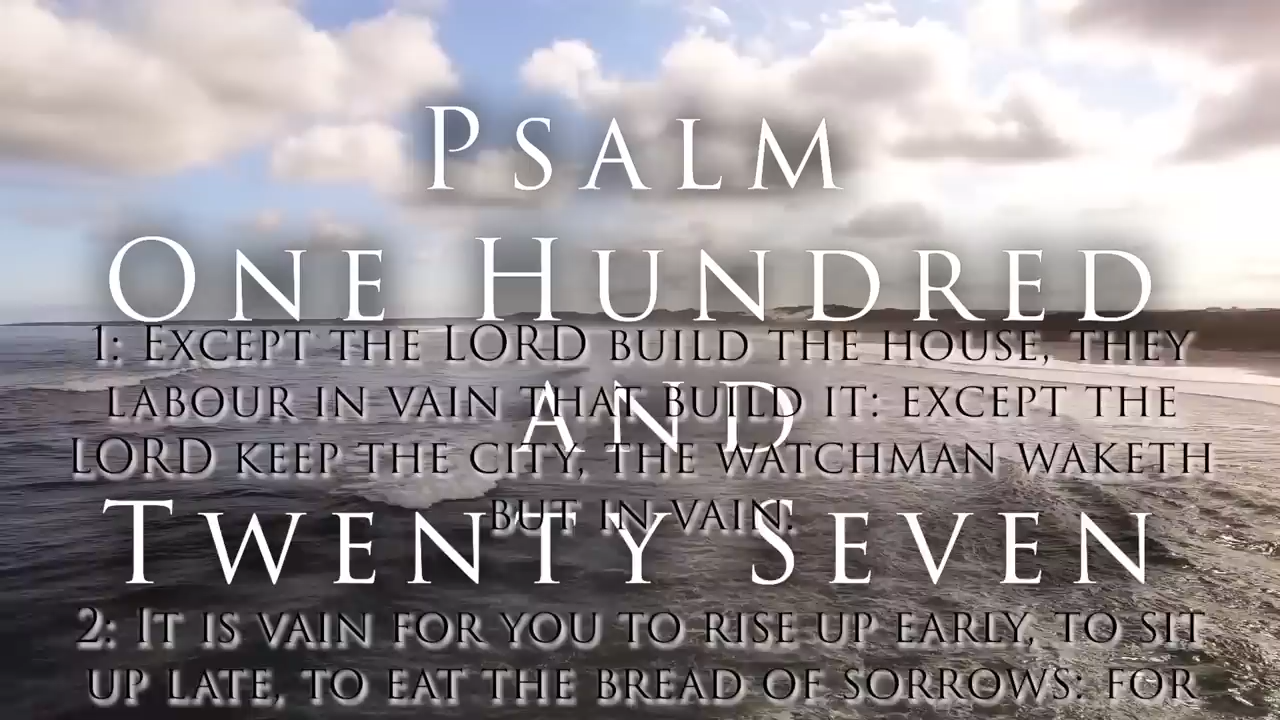 Psalm
One Hundred
and
Twenty Seven
1: Except the LORD build the house, they
labour in vain that build it: except the
LORD keep the city, the watchman waketh
but in vain.
2: It is vain for you to rise up early, to sit
up late, to eat the bread of sorrows: for